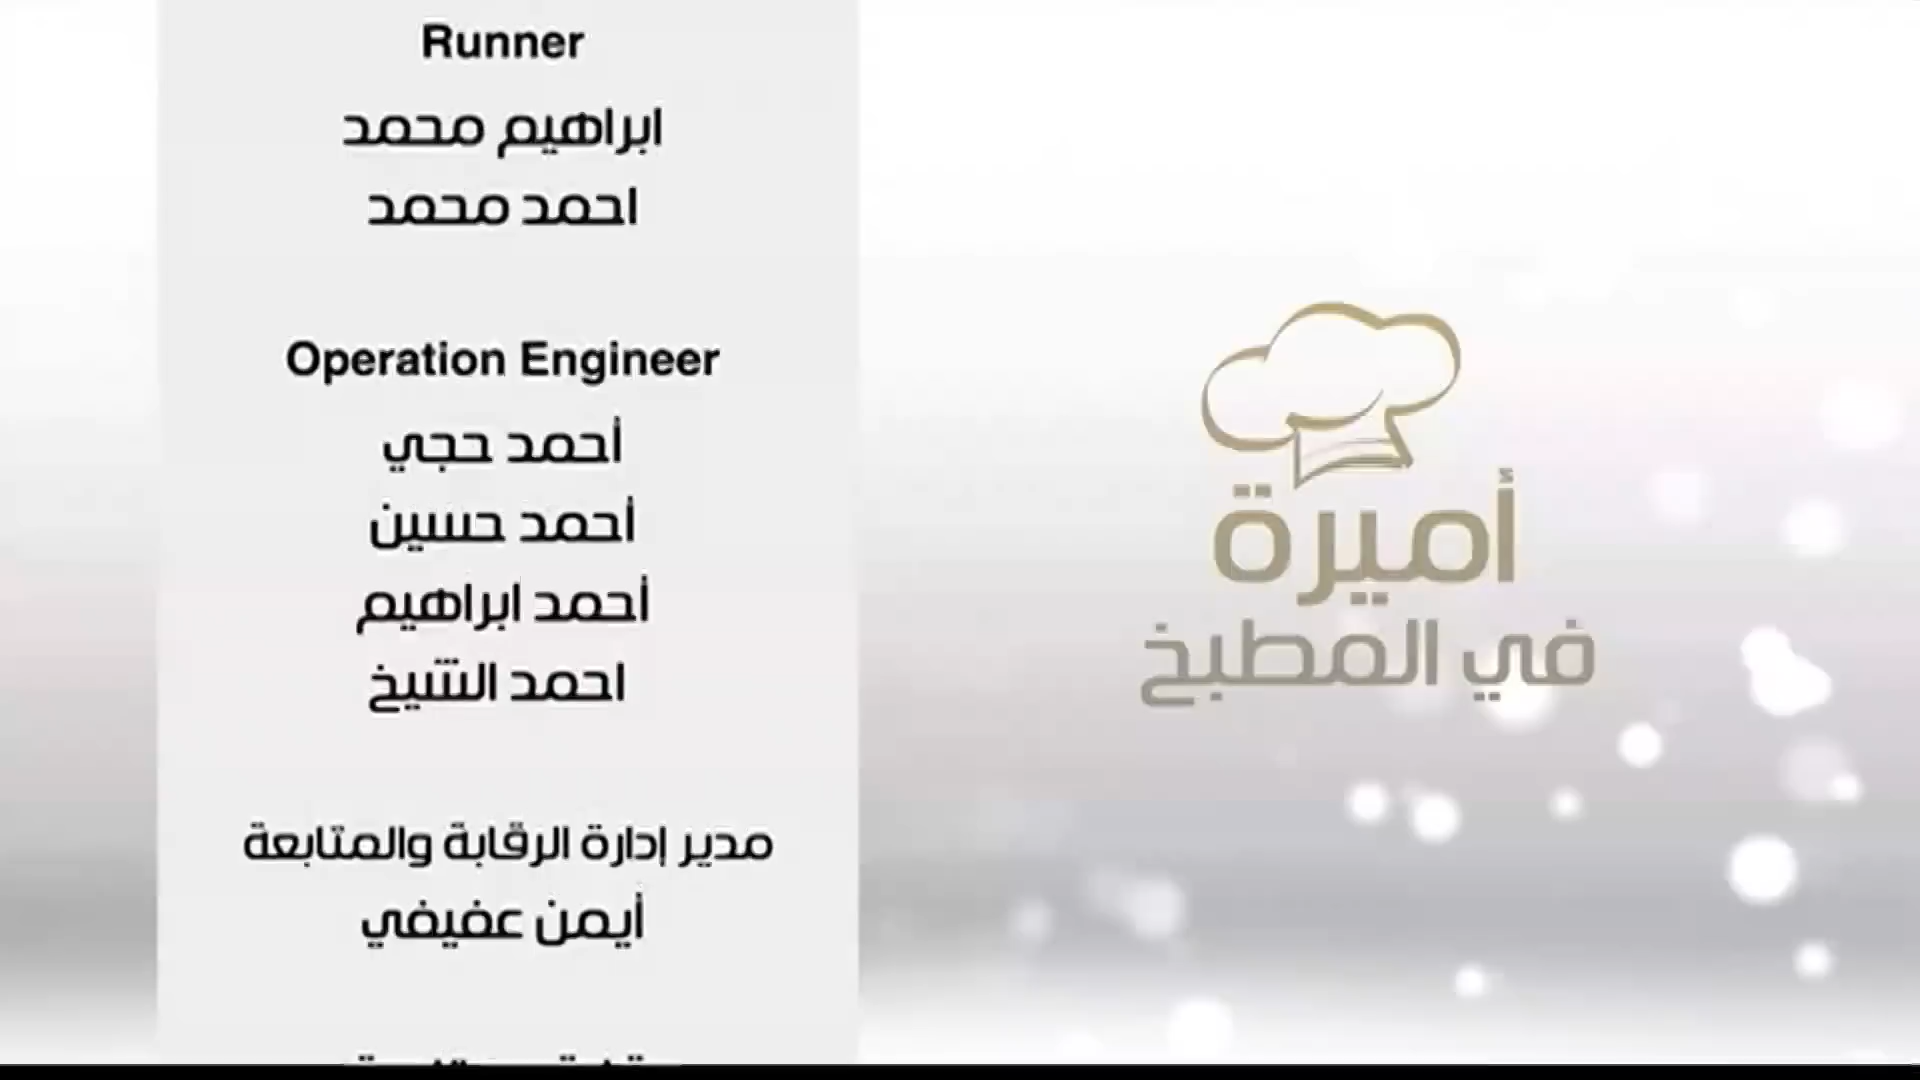 Runner
ابراهيم محمد
احمد محمد
Operation Engineer
أحمد حجي
أحمد حسين
أحمد ابراهيم
احمد الشيخ
مدير إدارة الرقابة والمتابعة
أيمن عفيفي
أميرة
في المطبخ